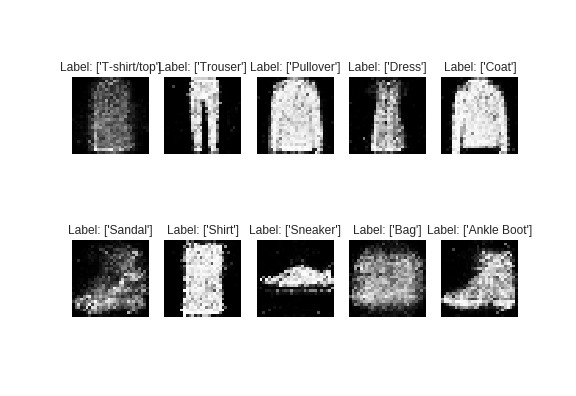 Label: ['T-shirt/top'] Label: ['Trouser'] Label: ['Pullover'] Label: ['Dress'] Label: ['Coat']
Label: ['Sandal'] Label: ['Shirt'] Label: ['Sneaker'] Label: ['Bag'] Label: ['Ankle Boot']